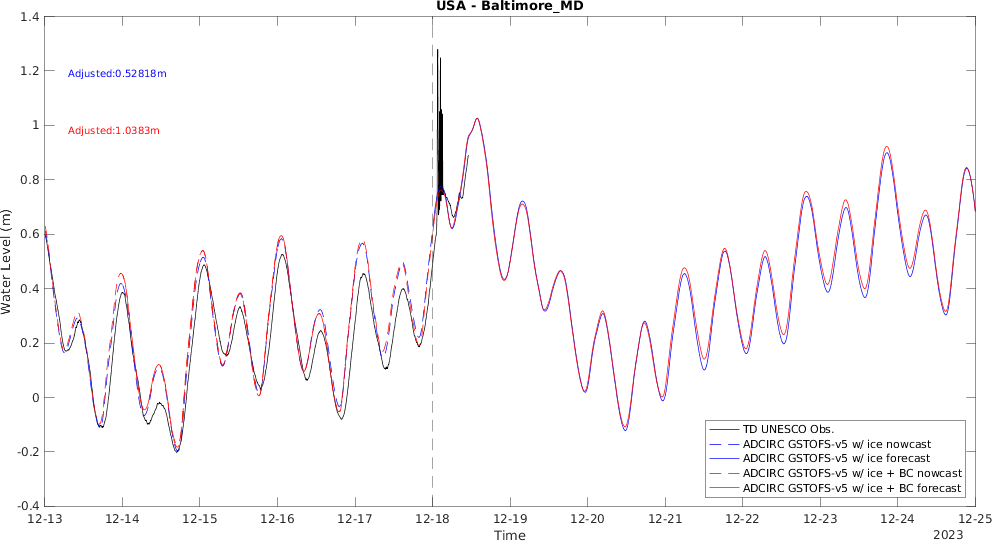 USA - Baltimore_MD
1.4
1.2
1
0.8
0.6
0.4
0.2
0
-0.2
-0.4
Water Level (m)
Adjusted:0.52818m
Adjusted:1.0383m
TD UNESCO Obs.
ADCIRC GSTOFS-v5 w/ ice nowcast
ADCIRC GSTOFS-v5 w/ ice forecast
ADCIRC GSTOFS-v5 w/ ice + BC nowcast
ADCIRC GSTOFS-v5 w/ ice + BC forecast
12-13 12-14 12-15 12-16 12-17 12-18 12-19 12-20 12-21 12-22 12-23 12-24 12-25
Time
2023